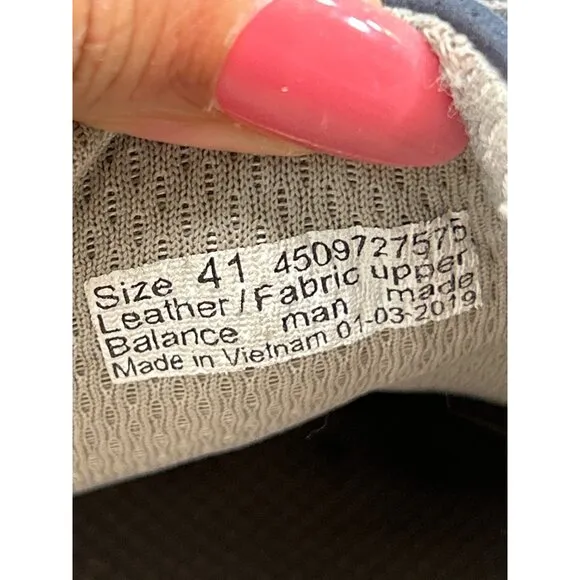 Size 41 4509727575
Leather/Fabric upper
Balance man made
Made in Vietnam 01-03-2019